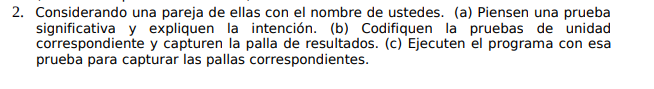 2. Considerando una pareja de ellas con el nombre de ustedes. (a) Piensen una prueba
significativa y expliquen la intención. (b) Codifiquen la pruebas de unidad
correspondiente y capturen la palla de resultados. (c) Ejecuten el programa con esa
prueba para capturar las pallas correspondientes.